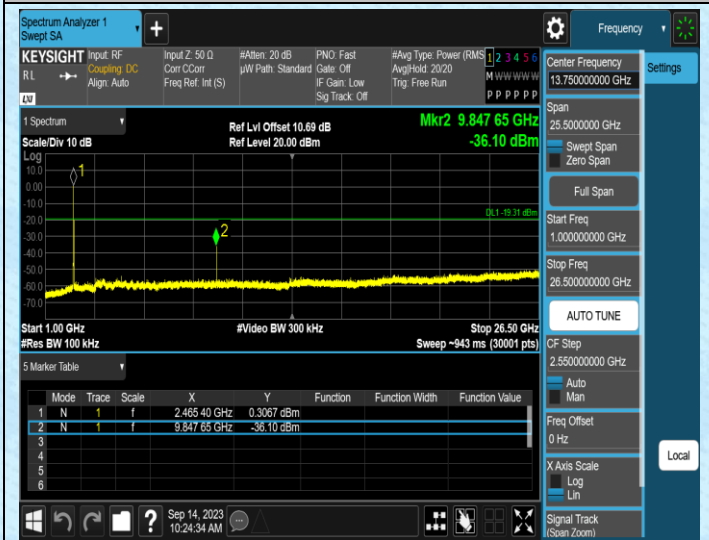 Spectrum Analyzer 1
Swept SA
+
Frequency
KEYSIGHT
RL
LXI
Input: RF
Coupling: DC
Align: Auto
Input Z: 50 Ω
Corr CCorr
Freq Ref: Int (S)
#Atten: 20 dB
µW Path: Standard
PNO: Fast
Gate: Off
IF Gain: Low
Sig Track: Off
#Avg Type: Power (RMS
Avg|Hold: 20/20
Trig: Free Run
1 2 3 4 5 6
M W W W W W
P P P P P P
Center Frequency
13.750000000 GHz
Settings
Span
25.5000000 GHz
Swept Span
Zero Span
Full Span
Start Freq
1.000000000 GHz
Stop Freq
26.500000000 GHz
AUTO TUNE
CF Step
2.550000000 GHz
Auto
Man
Freq Offset
0 Hz
X Axis Scale
Log
Lin
Signal Track
(Span Zoom)
Local
1 Spectrum
Scale/Div 10 dB
Ref Lvl Offset 10.69 dB
Ref Level 20.00 dBm
Mkr2 9.847 65 GHz
-36.10 dBm
Log
10.0
0.00
-10.0
-20.0
-30.0
-40.0
-50.0
-60.0
-70.0
1
2
DL1 -19.31 dBm
Start 1.00 GHz
#Res BW 100 kHz
#Video BW 300 kHz
Stop 26.50 GHz
Sweep ~943 ms (30001 pts)
5 Marker Table
Mode Trace Scale X Y Function Function Width Function Value
1 N 1 f 2.465 40 GHz 0.3067 dBm
2 N 1 f 9.847 65 GHz -36.10 dBm
3
4
5
6
?
Sep 14, 2023
10:24:34 AM